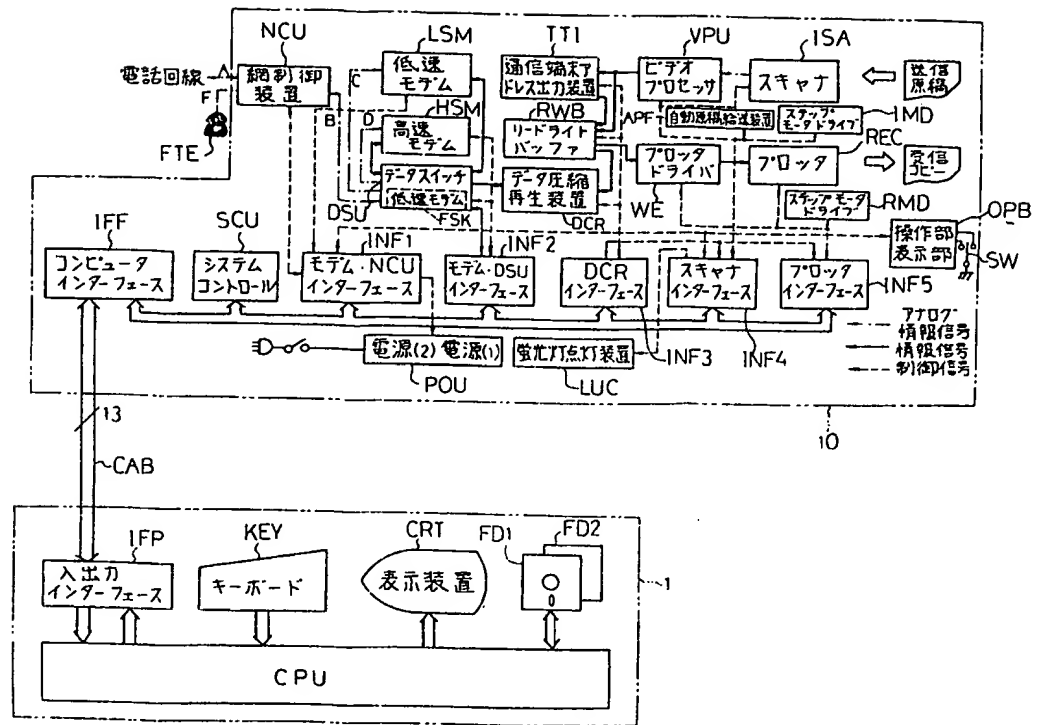 NCU
LSM
TTI
VPU
ISA
電話回線
A
網制御
装置
C
低速
モデム
通信端末ア
ドレス出力装置
ビデオ
プロセッサ
スキャナ
送信
原稿
F
B
D
HSM
RWB
APF
自動原稿給送装置
ステップ
モータドライブ
IMD
FTE
高速
モデム
リードライト
バッファ
プロッタ
ドライバ
プロッタ
REC
受信
コピー
データスイッチ
(低速モデム)
データ圧縮
再生装置
WE
ステップモータ
ドライブ
RMD
OPB
DSU
FSK
DCR
操作部
表示部
SW
IFF
SCU
INF1
INF2
コンピュータ
インターフェース
システム
コントロール
モデム・NCU
インターフェース
モデム・DSU
インターフェース
DCR
インターフェース
スキャナ
インターフェース
プロッタ
インターフェース
INF5
アナログ
情報信号
情報信号
制御信号
電源(2) 電源(1)
蛍光灯点灯装置
INF3
INF4
POU
LUC
10
13
CAB
IFP
KEY
CRT
FD1
FD2
入出力
インターフェース
キーボード
表示装置
1
CPU